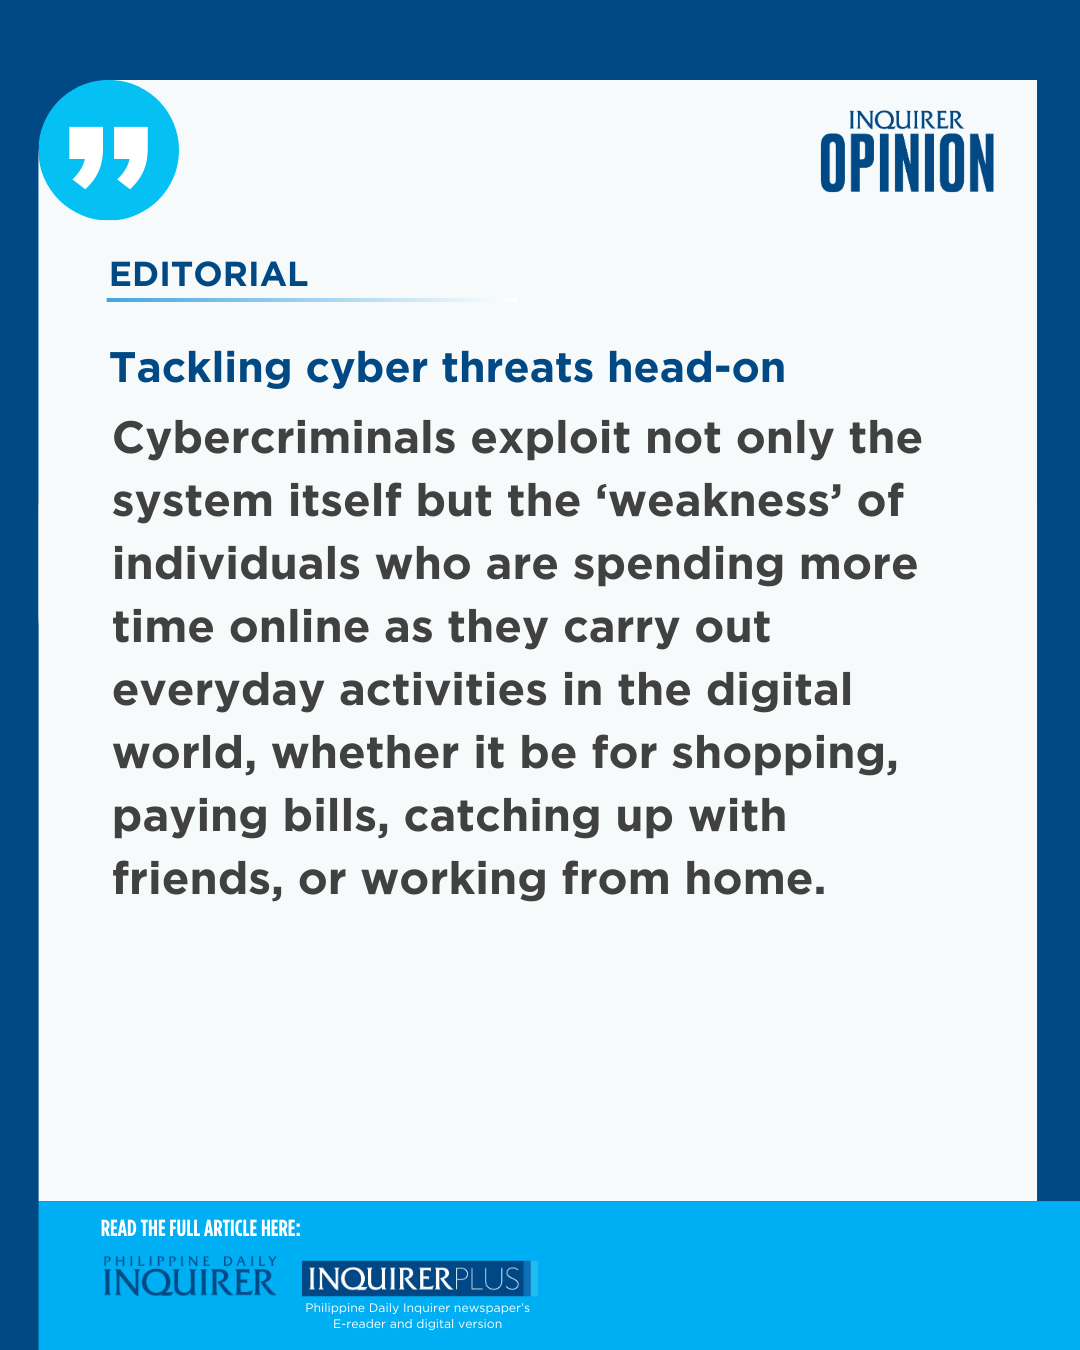 INQUIRER
OPINION
EDITORIAL
Tackling cyber threats head-on
Cybercriminals exploit not only the
system itself but the ‘weakness’ of
individuals who are spending more
time online as they carry out
everyday activities in the digital
world, whether it be for shopping,
paying bills, catching up with
friends, or working from home.
READ THE FULL ARTICLE HERE:
PHILIPPINE DAILY
INQUIRER
INQUIRERPLUS
Philippine Daily Inquirer newspaper's
E-reader and digital version